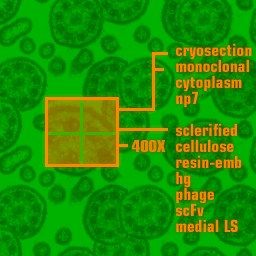 cryosection
monoclonal
cytoplasm
np7
sclerified
400X
cellulose
resin-emb
hg
phage
scFv
medial LS